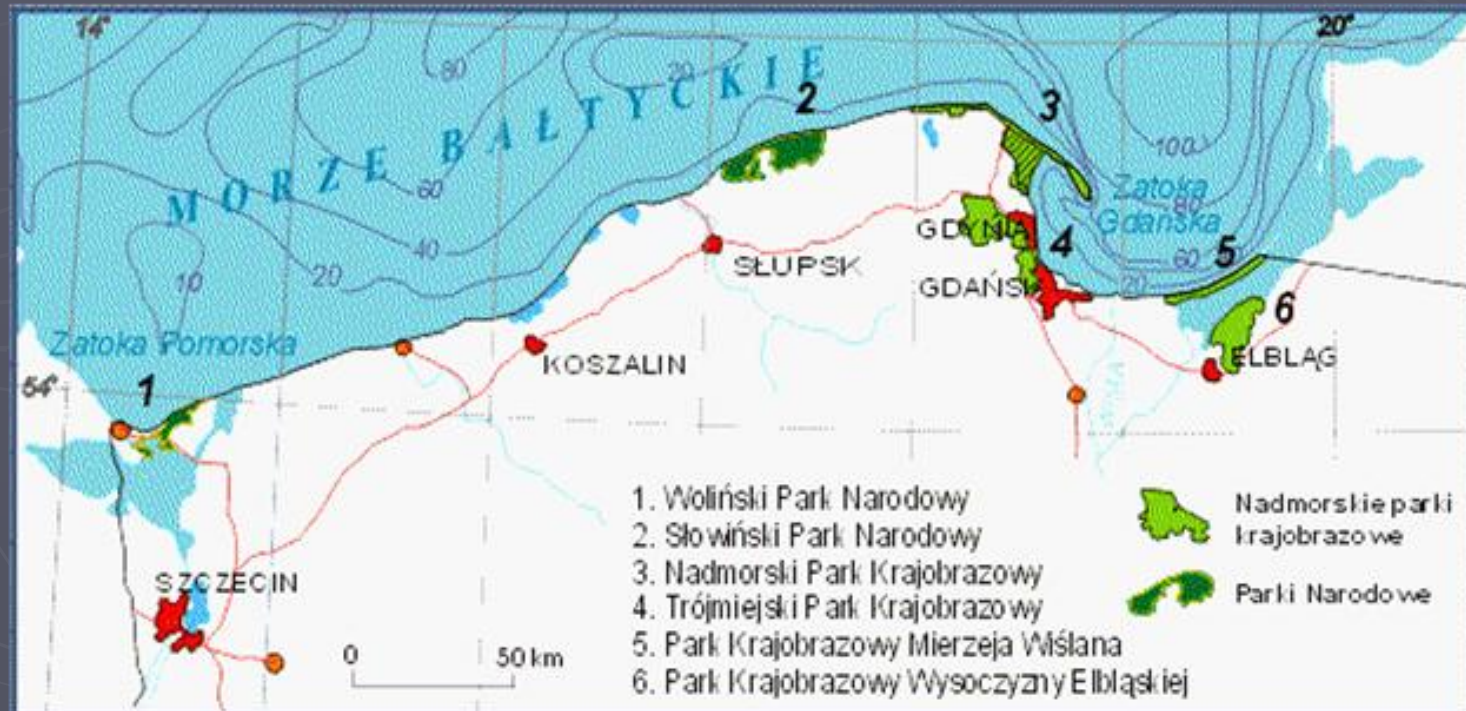 14°
20°
80
20
2
3
MORZE BAŁTYCKIE
100
60
Zatoka
Gdańska
80
40
GDYNIA
4
5
60
20
10
20
SŁUPSK
GDAŃSK
6
Zatoka Pomorska
KOSZALIN
ELBLĄG
54°
1
1. Woliński Park Narodowy
2. Słowiński Park Narodowy
3. Nadmorski Park Krajobrazowy
4. Trójmiejski Park Krajobrazowy
5. Park Krajobrazowy Mierzeja Wiślana
6. Park Krajobrazowy Wysoczyzny Elbląskiej
Nadmorskie parki
krajobrazowe
Parki Narodowe
SZCZECIN
0 50 km